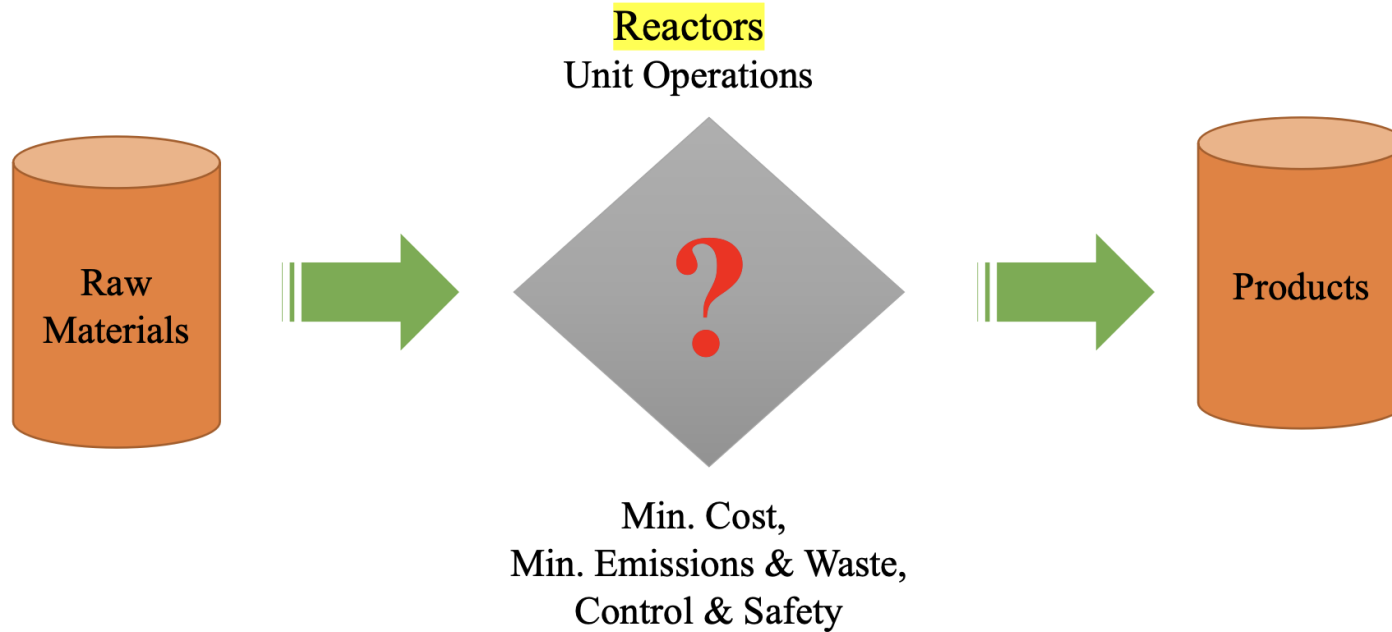 Reactors
Unit Operations
Raw
Materials
?
Products
Min. Cost,
Min. Emissions & Waste,
Control & Safety